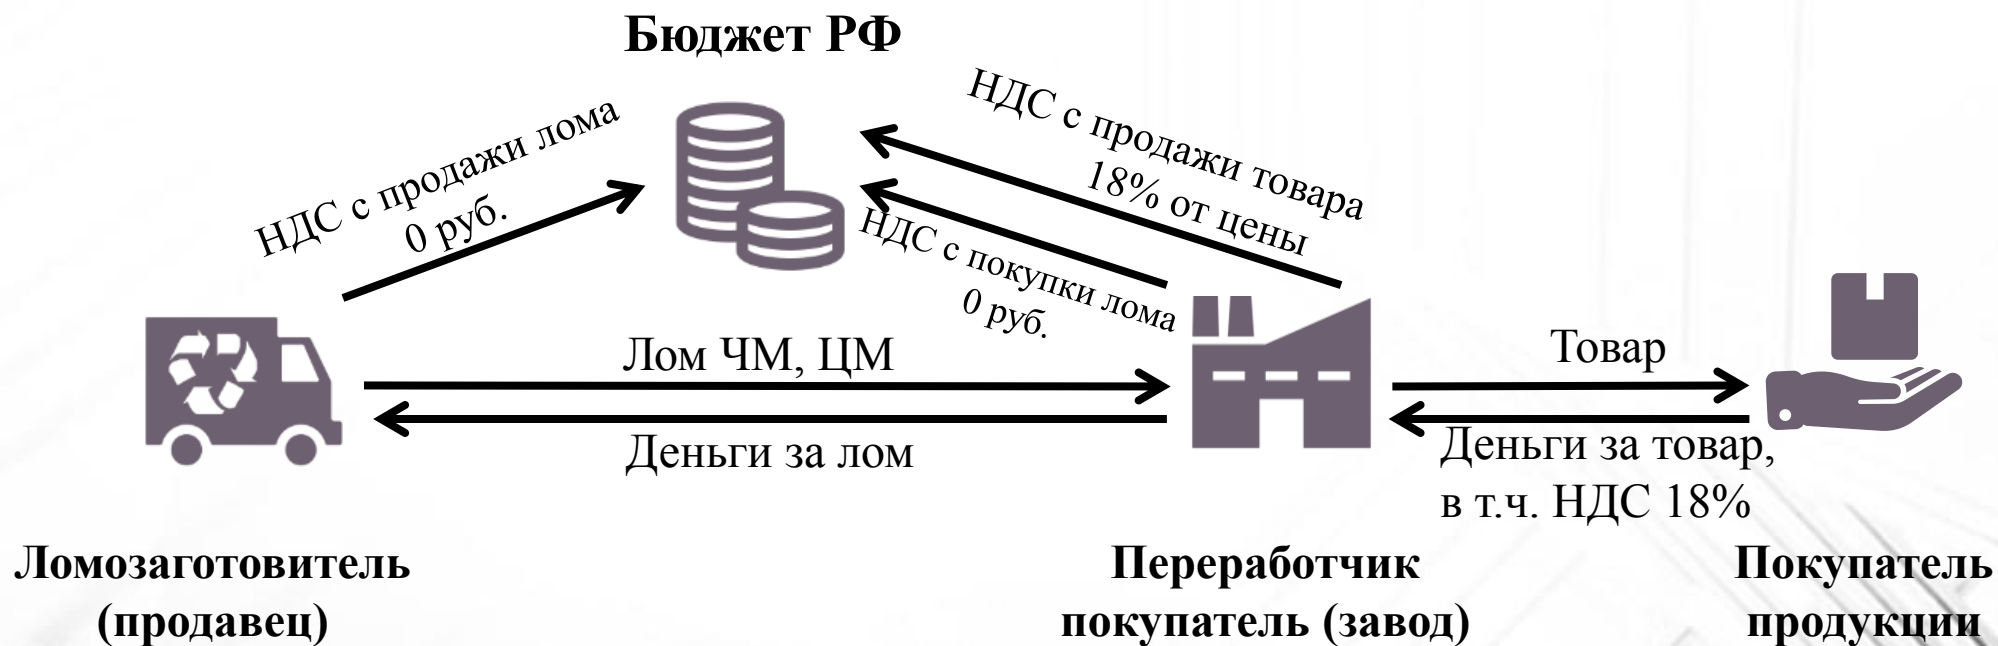 Бюджет РФ
НДС с продажи лома
0 руб.
НДС с продажи товара
18% от цены
НДС с покупки лома
0 руб.
Лом ЧМ, ЦМ
Деньги за лом
Товар
Деньги за товар,
в т.ч. НДС 18%
Ломозаготовитель
(продавец)
Переработчик
покупатель (завод)
Покупатель
продукции